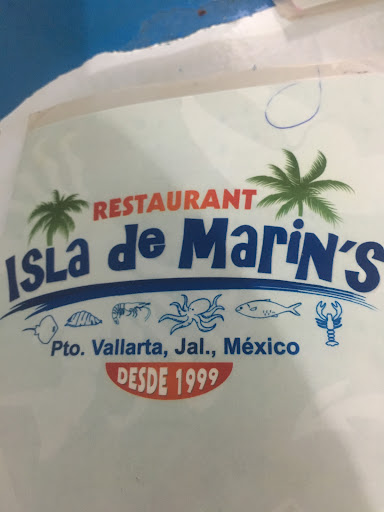 RESTAURANT
ISLA de MARIN'S
Pto. Vallarta, Jal., México
DESDE 1999